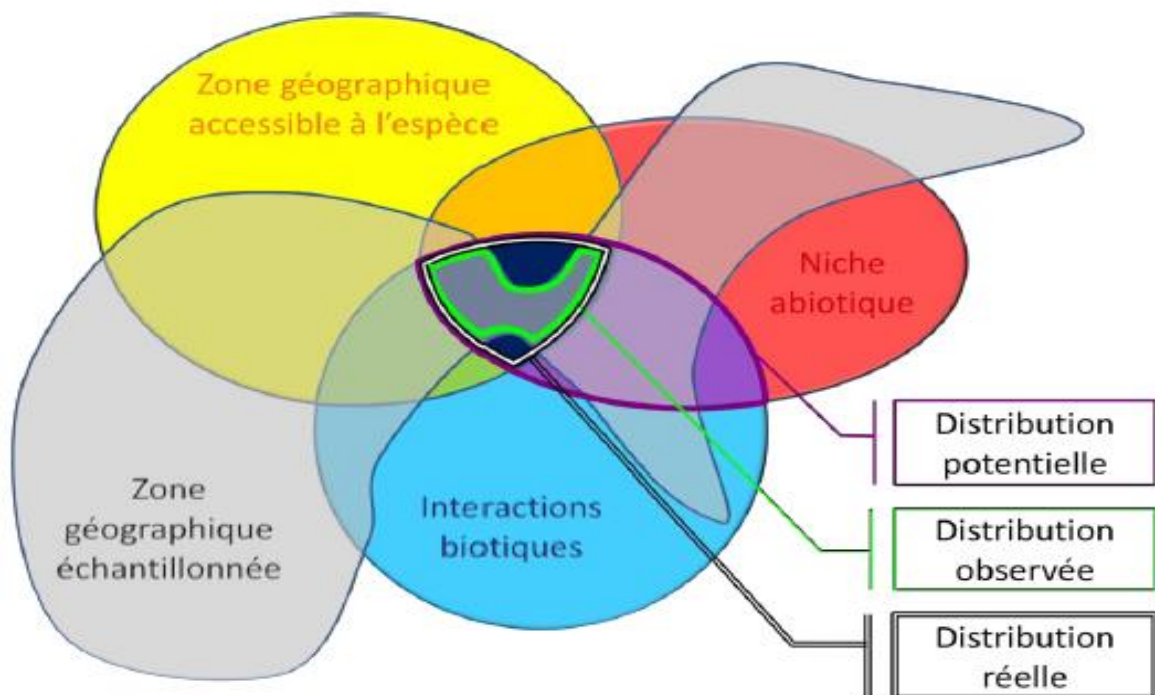 Zone géographique
accessible à l'espèce
Niche
abiotique
Zone
géographique
échantillonnée
Interactions
biotiques
Distribution
potentielle
Distribution
observée
Distribution
réelle